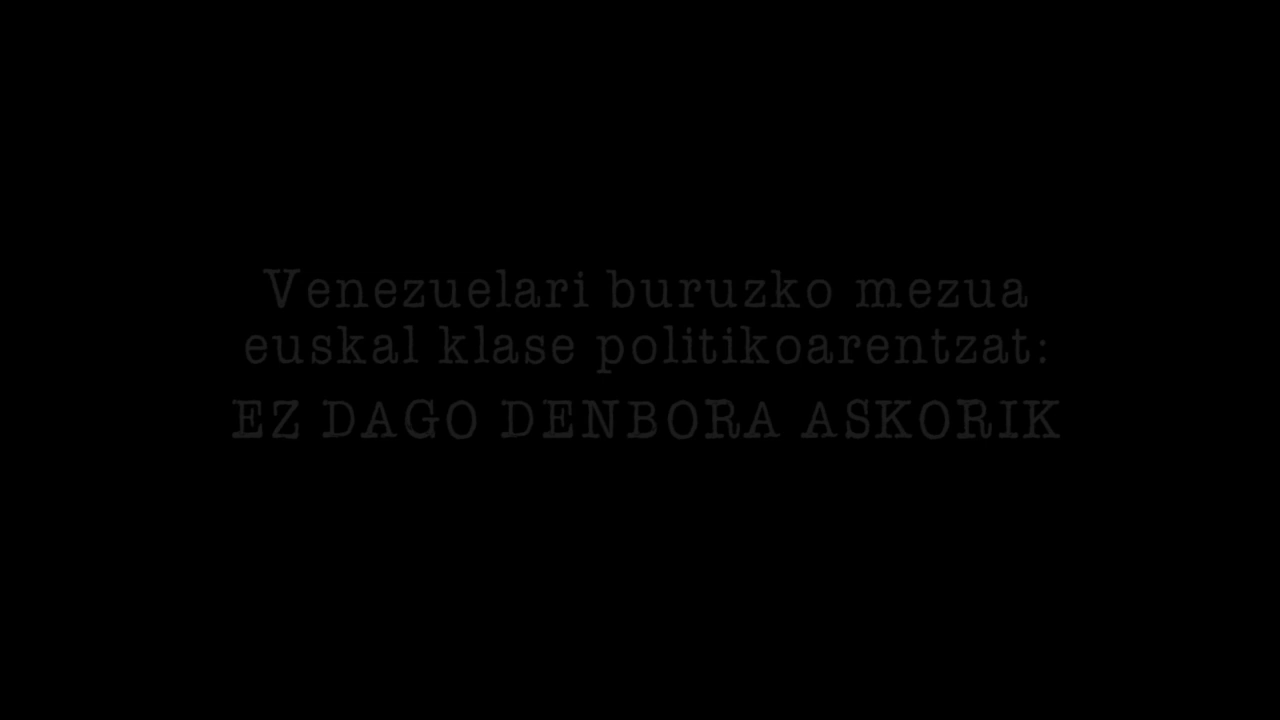 Venezuelari buruzko mezua
euskal klase politikoarentzat:
EZ DAGO DENBORA ASKORIK